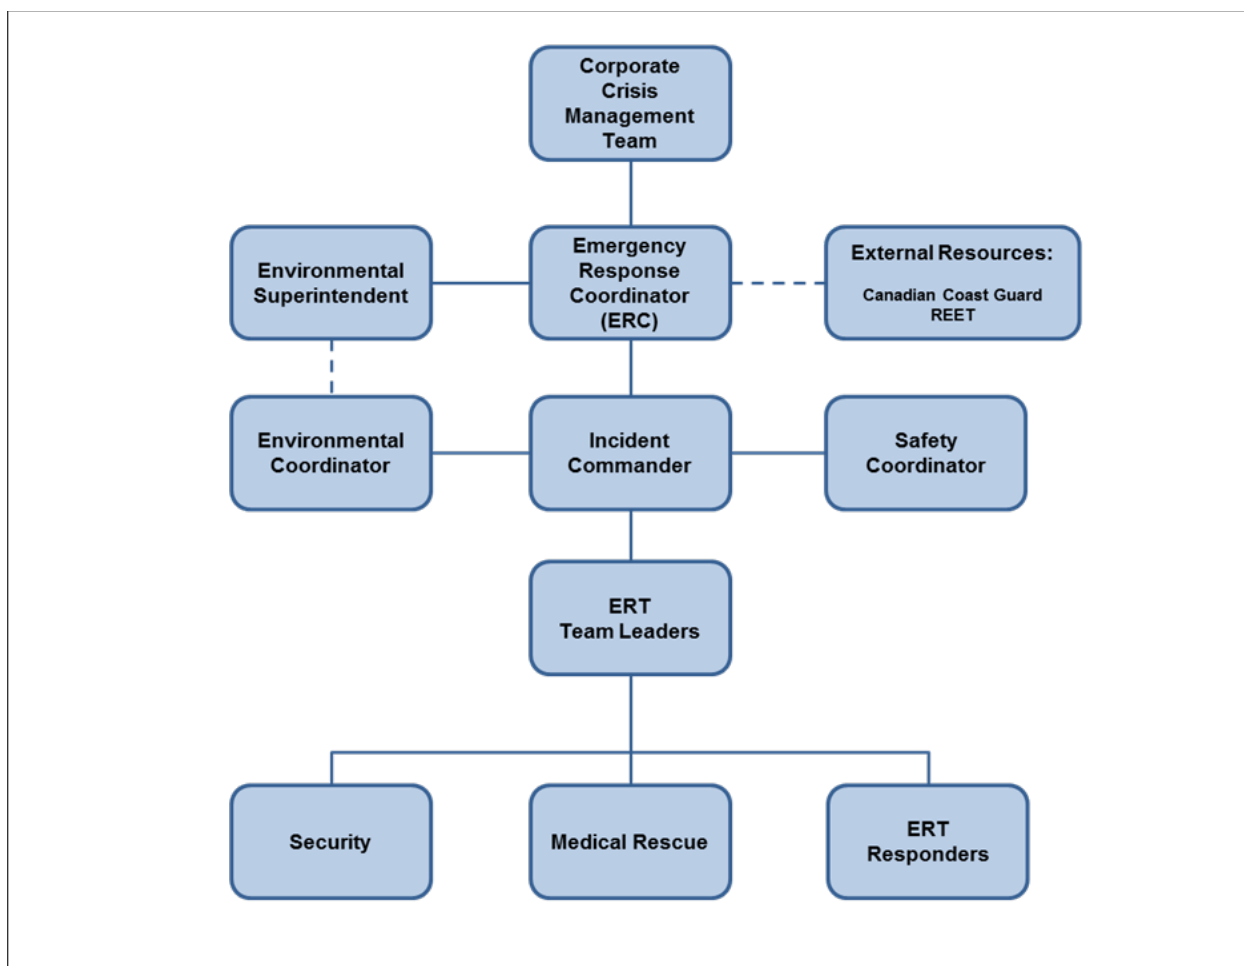 Corporate
Crisis
Management
Team
Environmental
Superintendent
Emergency
Response
Coordinator
(ERC)
External Resources:
Canadian Coast Guard
REET
Environmental
Coordinator
Incident
Commander
Safety
Coordinator
ERT
Team Leaders
Security
Medical Rescue
ERT
Responders